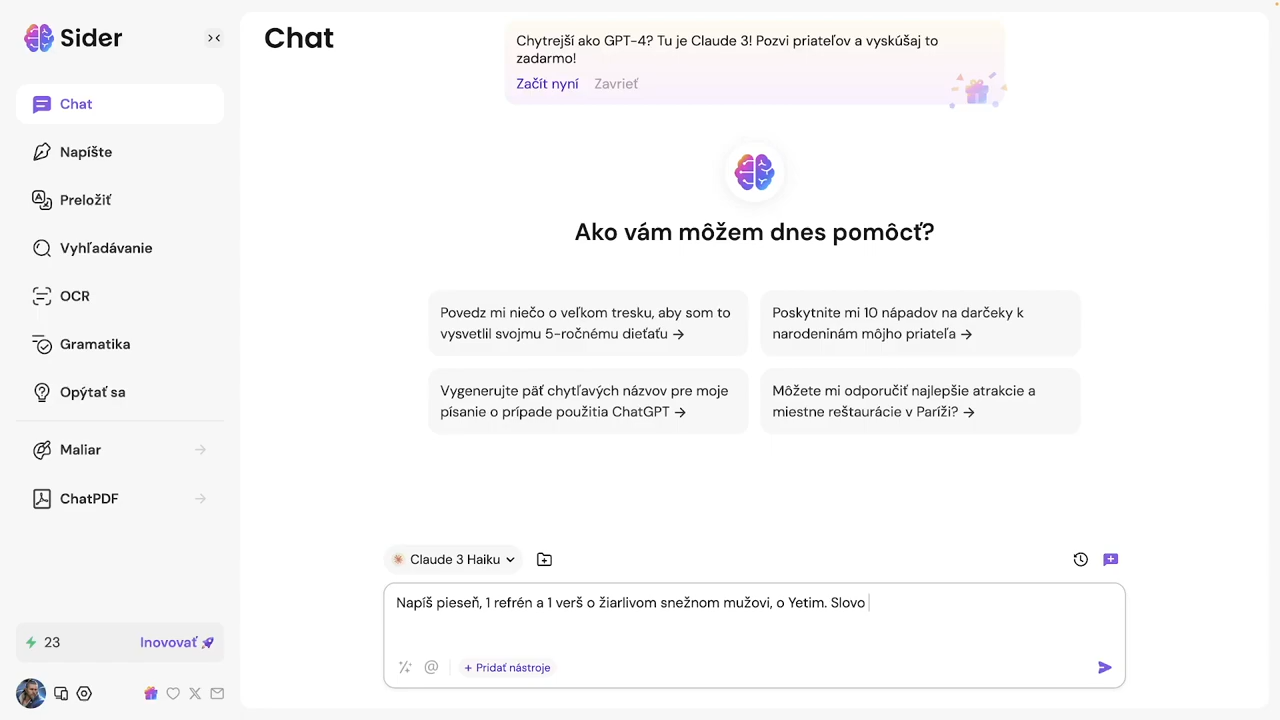 Sider
Chat
Napíšte
Preložiť
Vyhľadávanie
OCR
Gramatika
Opýtať sa
Maliar
ChatPDF
23
Inovovať
Chat
Chytrejší ako GPT-4? Tu je Claude 3! Pozvi priateľov a vyskúšaj to
zadarmo!
Začít nyní Zavrieť
Ako vám môžem dnes pomôcť?
Povedz mi niečo o veľkom tresku, aby som to
vysvetlil svojmu 5-ročnému dieťaťu →
Poskytnite mi 10 nápadov na darčeky k
narodeninám môjho priateľa →
Vygenerujte päť chytľavých názvov pre moje
písanie o prípade použitia ChatGPT →
Môžete mi odporučiť najlepšie atrakcie a
miestne reštaurácie v Paríži? →
Claude 3 Haiku
Napíš pieseň, 1 refrén a 1 verš o žiarlivom snežnom mužovi, o Yetim. Slovo
+ Pridať nástroje